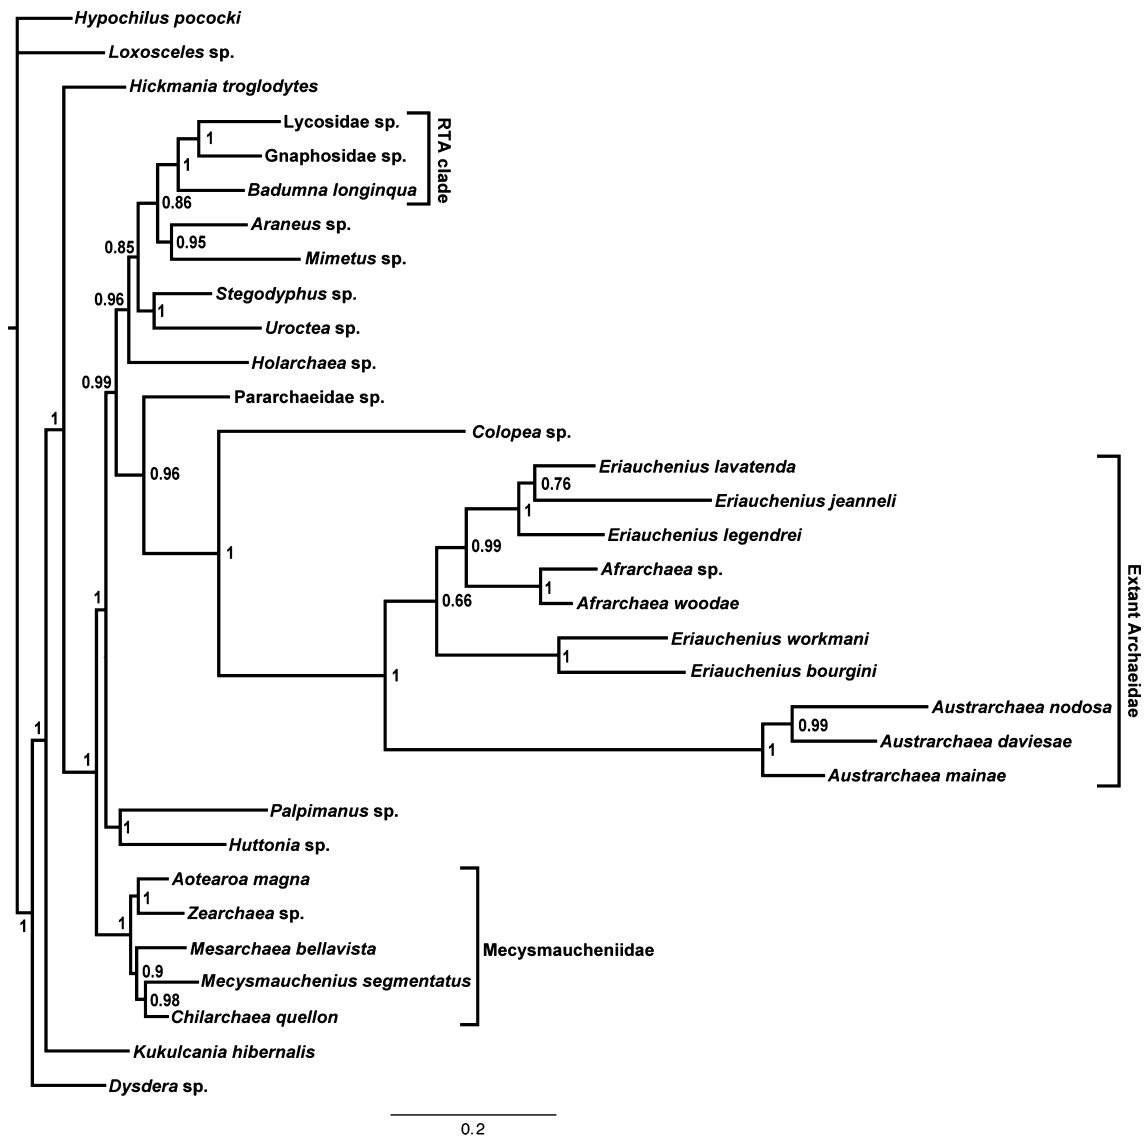 Hypochilus pococki
Loxosceles sp.
Hickmania troglodytes
Lycosidae sp.
1
Gnaphosidae sp.
1
Badumna longinqua
RTA clade
0.86
Araneus sp.
0.95
0.85
Mimetus sp.
Stegodyphus sp.
0.96
1
Uroctea sp.
Holarchaea sp.
0.99
Pararchaeidae sp.
1
Colopea sp.
0.96
Eriauchenius lavatenda
0.76
Eriauchenius jeanneli
1
Eriauchenius legendrei
0.99
1
Afrarchaea sp.
1
Afrarchaea woodae
1
0.66
Eriauchenius workmani
1
Eriauchenius bourgini
1
Extant Archaeidae
Austrarchaea nodosa
0.99
1
Austrarchaea daviesae
1
1
Austrarchaea mainae
Palpimanus sp.
1
Huttonia sp.
Aotearoa magna
1
Zearchaea sp.
1
1
Mesarchaea bellavista
Mecysmaucheniidae
0.9
Mecysmauchenius segmentatus
0.98
Chilarchaea quellon
Kukulcania hibernalis
Dysdera sp.
0.2